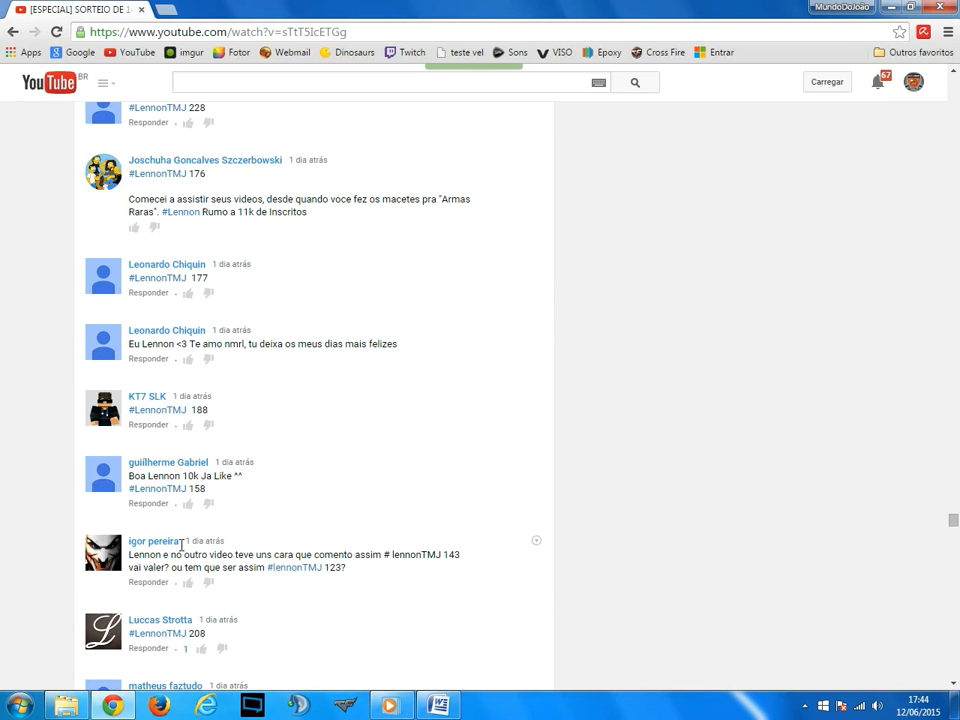 [ESPECIAL] SORTEIO DE 1
MundoDoJoão
https://www.youtube.com/watch?v=sTtT5IcETGg
Apps Google YouTube imgur Fotor Webmail Dinosaurs Twitch teste vel Sons VISO Epoxy Cross Fire Entrar Outros favoritos
YouTube BR
Carregar
67
#LennonTMJ 228
Responder
Joschuha Goncalves Szczerbowski 1 dia atrás
#LennonTMJ 176
Comecei a assistir seus videos, desde quando voce fez os macetes pra "Armas
Raras". #Lennon Rumo a 11k de Inscritos
Leonardo Chiquin 1 dia atrás
#LennonTMJ 177
Responder
Leonardo Chiquin 1 dia atrás
Eu Lennon <3 Te amo nmrl, tu deixa os meus dias mais felizes
Responder
KT7 SLK 1 dia atrás
#LennonTMJ 188
Responder
guiilherme Gabriel 1 dia atrás
Boa Lennon 10k Ja Like ^^
#LennonTMJ 158
Responder
igor pereira 1 dia atrás
Lennon e no outro video teve uns cara que comento assim # lennonTMJ 143
vai valer? ou tem que ser assim #lennonTMJ 123?
Responder
Luccas Strotta 1 dia atrás
#LennonTMJ 208
Responder 1
matheus faztudo 1 dia atrás
17:44
12/06/2015